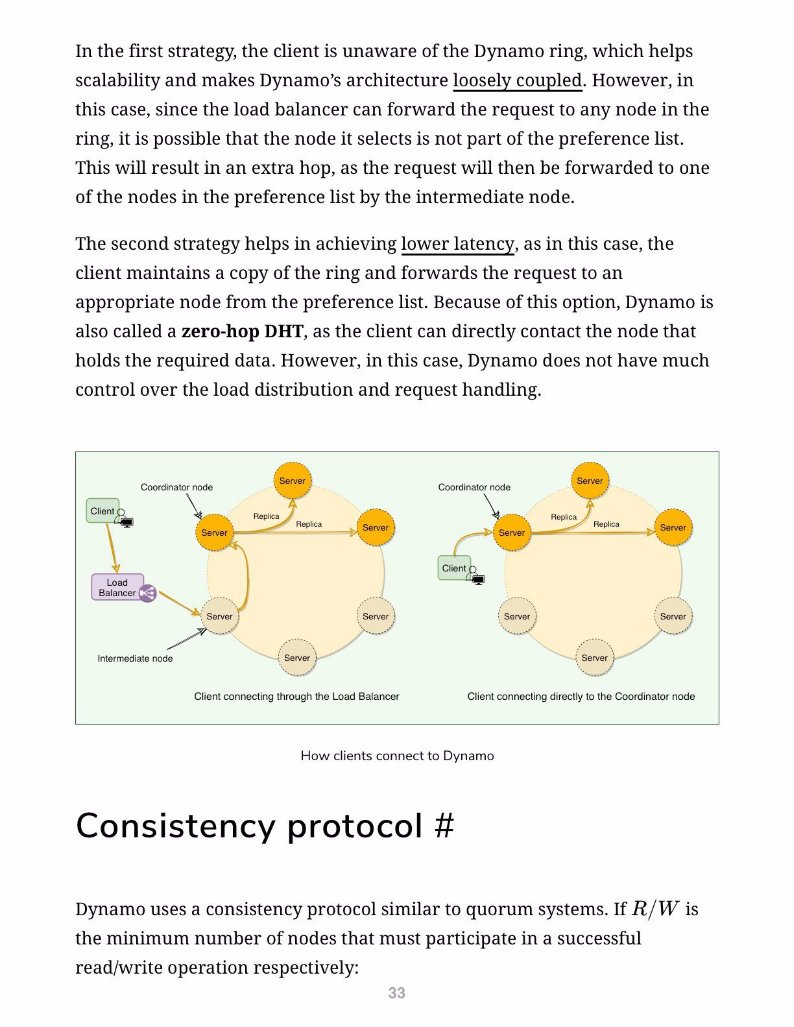 In the first strategy, the client is unaware of the Dynamo ring, which helps
scalability and makes Dynamo’s architecture loosely coupled. However, in
this case, since the load balancer can forward the request to any node in the
ring, it is possible that the node it selects is not part of the preference list.
This will result in an extra hop, as the request will then be forwarded to one
of the nodes in the preference list by the intermediate node.
The second strategy helps in achieving lower latency, as in this case, the
client maintains a copy of the ring and forwards the request to an
appropriate node from the preference list. Because of this option, Dynamo is
also called a zero-hop DHT, as the client can directly contact the node that
holds the required data. However, in this case, Dynamo does not have much
control over the load distribution and request handling.
Coordinator node
Server
Client
Replica
Replica
Server
Server
Load
Balancer
Server
Server
Intermediate node
Server
Client connecting through the Load Balancer
Coordinator node
Server
Replica
Replica
Server
Server
Client
Server
Server
Server
Client connecting directly to the Coordinator node
How clients connect to Dynamo
Consistency protocol #
Dynamo uses a consistency protocol similar to quorum systems. If R/W is
the minimum number of nodes that must participate in a successful
read/write operation respectively:
33